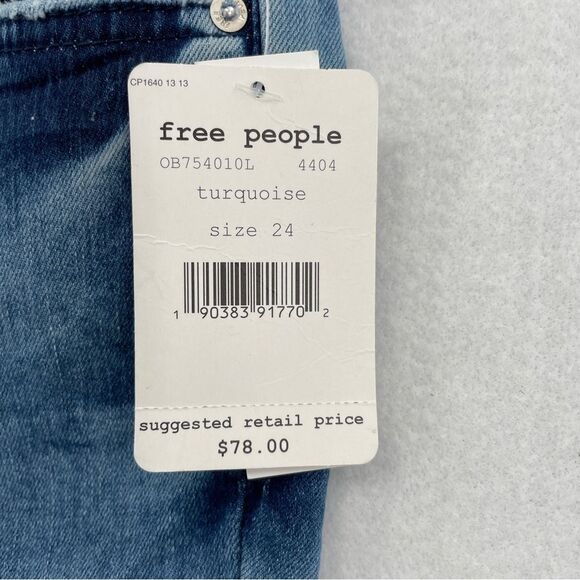 CP1640 13 13
free people
OB754010L 4404
turquoise
size 24
1 90383 91770 2
suggested retail price
$78.00